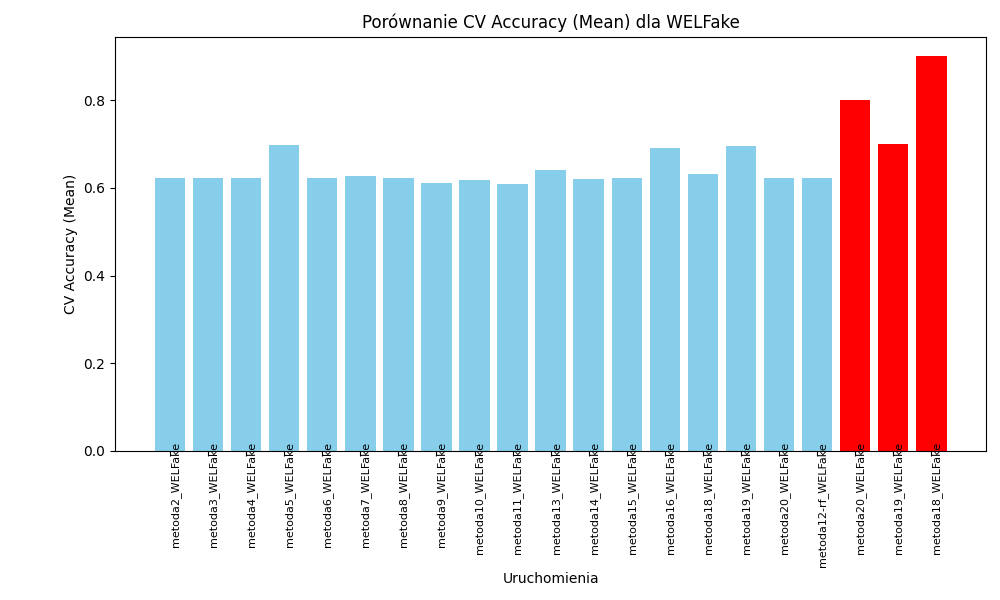 Porównanie CV Accuracy (Mean) dla WELFake
CV Accuracy (Mean)
0.8
0.6
0.4
0.2
0.0
metoda2_WELFake
metoda3_WELFake
metoda4_WELFake
metoda5_WELFake
metoda6_WELFake
metoda7_WELFake
metoda8_WELFake
metoda9_WELFake
metoda10_WELFake
metoda11_WELFake
metoda13_WELFake
metoda14_WELFake
metoda15_WELFake
metoda16_WELFake
metoda18_WELFake
metoda19_WELFake
metoda20_WELFake
metoda12-rf_WELFake
metoda20_WELFake
metoda19_WELFake
metoda18_WELFake
Uruchomienia